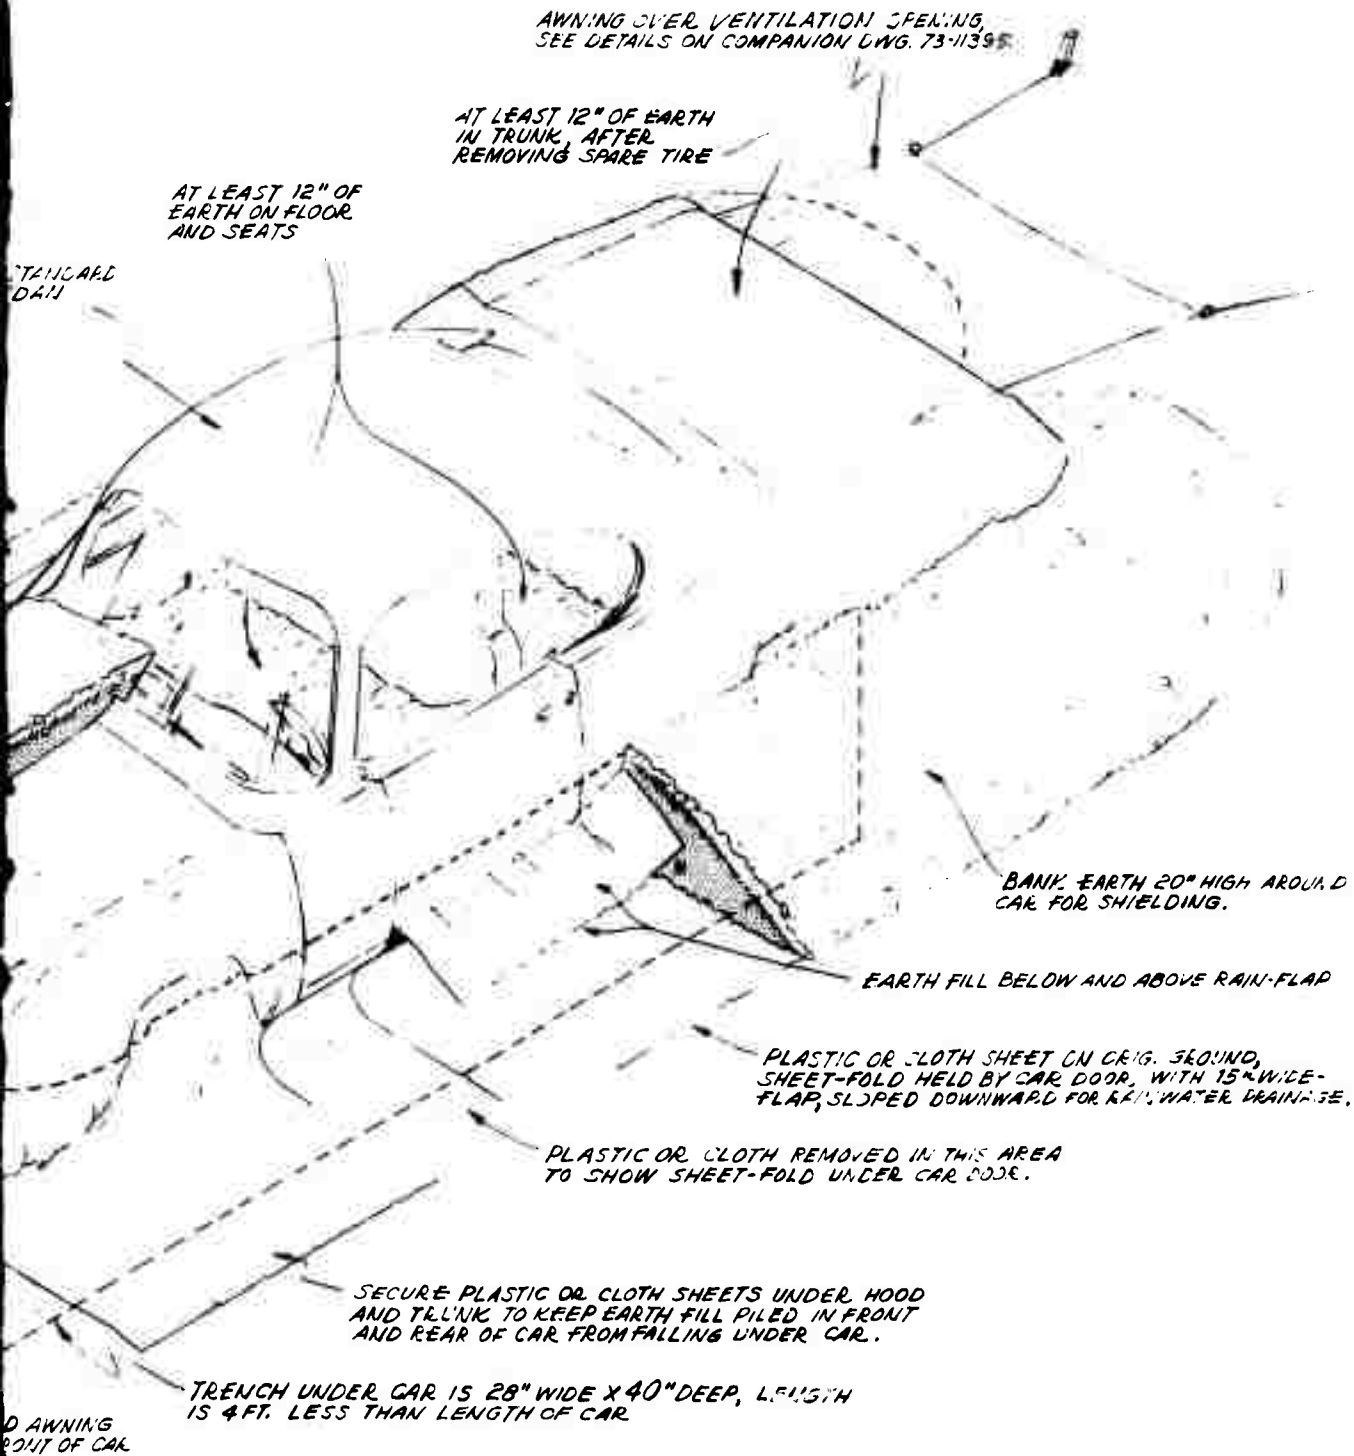 AWNING OVER VENTILATION OPENING,
SEE DETAILS ON COMPANION DWG. 73-11395
AT LEAST 12" OF EARTH
IN TRUNK, AFTER
REMOVING SPARE TIRE
AT LEAST 12" OF
EARTH ON FLOOR
AND SEATS
TANDARD
DAN
BANK EARTH 20" HIGH AROUND
CAR FOR SHIELDING.
EARTH FILL BELOW AND ABOVE RAIN-FLAP
PLASTIC OR CLOTH SHEET ON ORIG. GROUND,
SHEET-FOLD HELD BY CAR DOOR, WITH 15" WIDE-
FLAP, SLOPED DOWNWARD FOR RAINWATER DRAINAGE.
PLASTIC OR CLOTH REMOVED IN THIS AREA
TO SHOW SHEET-FOLD UNDER CAR DOOR.
SECURE PLASTIC OR CLOTH SHEETS UNDER HOOD
AND TRUNK TO KEEP EARTH FILL PILED IN FRONT
AND REAR OF CAR FROM FALLING UNDER CAR.
TRENCH UNDER CAR IS 28" WIDE X 40" DEEP, LENGTH
IS 4 FT. LESS THAN LENGTH OF CAR
D AWNING
RONT OF CAR